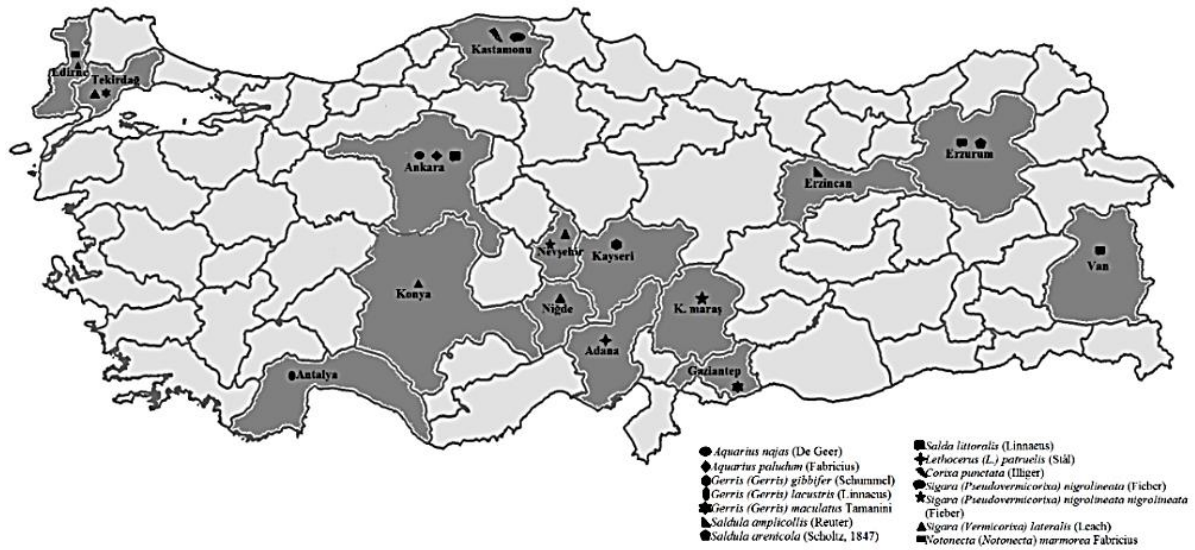 Kastamonu
Edirne
Tekirdağ
Ankara
Erzurum
Erzincan
Nevşehir
Kayseri
Van
Konya
Niğde
K. maraş
Adana
Gaziantep
Antalya
Aquarius najas (De Geer)
Aquarius paludum (Fabricius)
Gerris (Gerris) gibbifer (Schummel)
Gerris (Gerris) lacustris (Linnaeus)
Gerris (Gerris) maculatus Tamanini
Saldula amplicollis (Reuter)
Saldula arenicola (Scholtz, 1847)
Salda littoralis (Linnaeus)
Lethocerus (L.) patruelis (Stål)
Corixa punctata (Illiger)
Sigara (Pseudovermicorixa) nigrolineata (Fieber)
Sigara (Pseudovermicorixa) nigrolineata nigrolineata
(Fieber)
Sigara (Vermicorixa) lateralis (Leach)
Notonecta (Notonecta) marmorea Fabricius